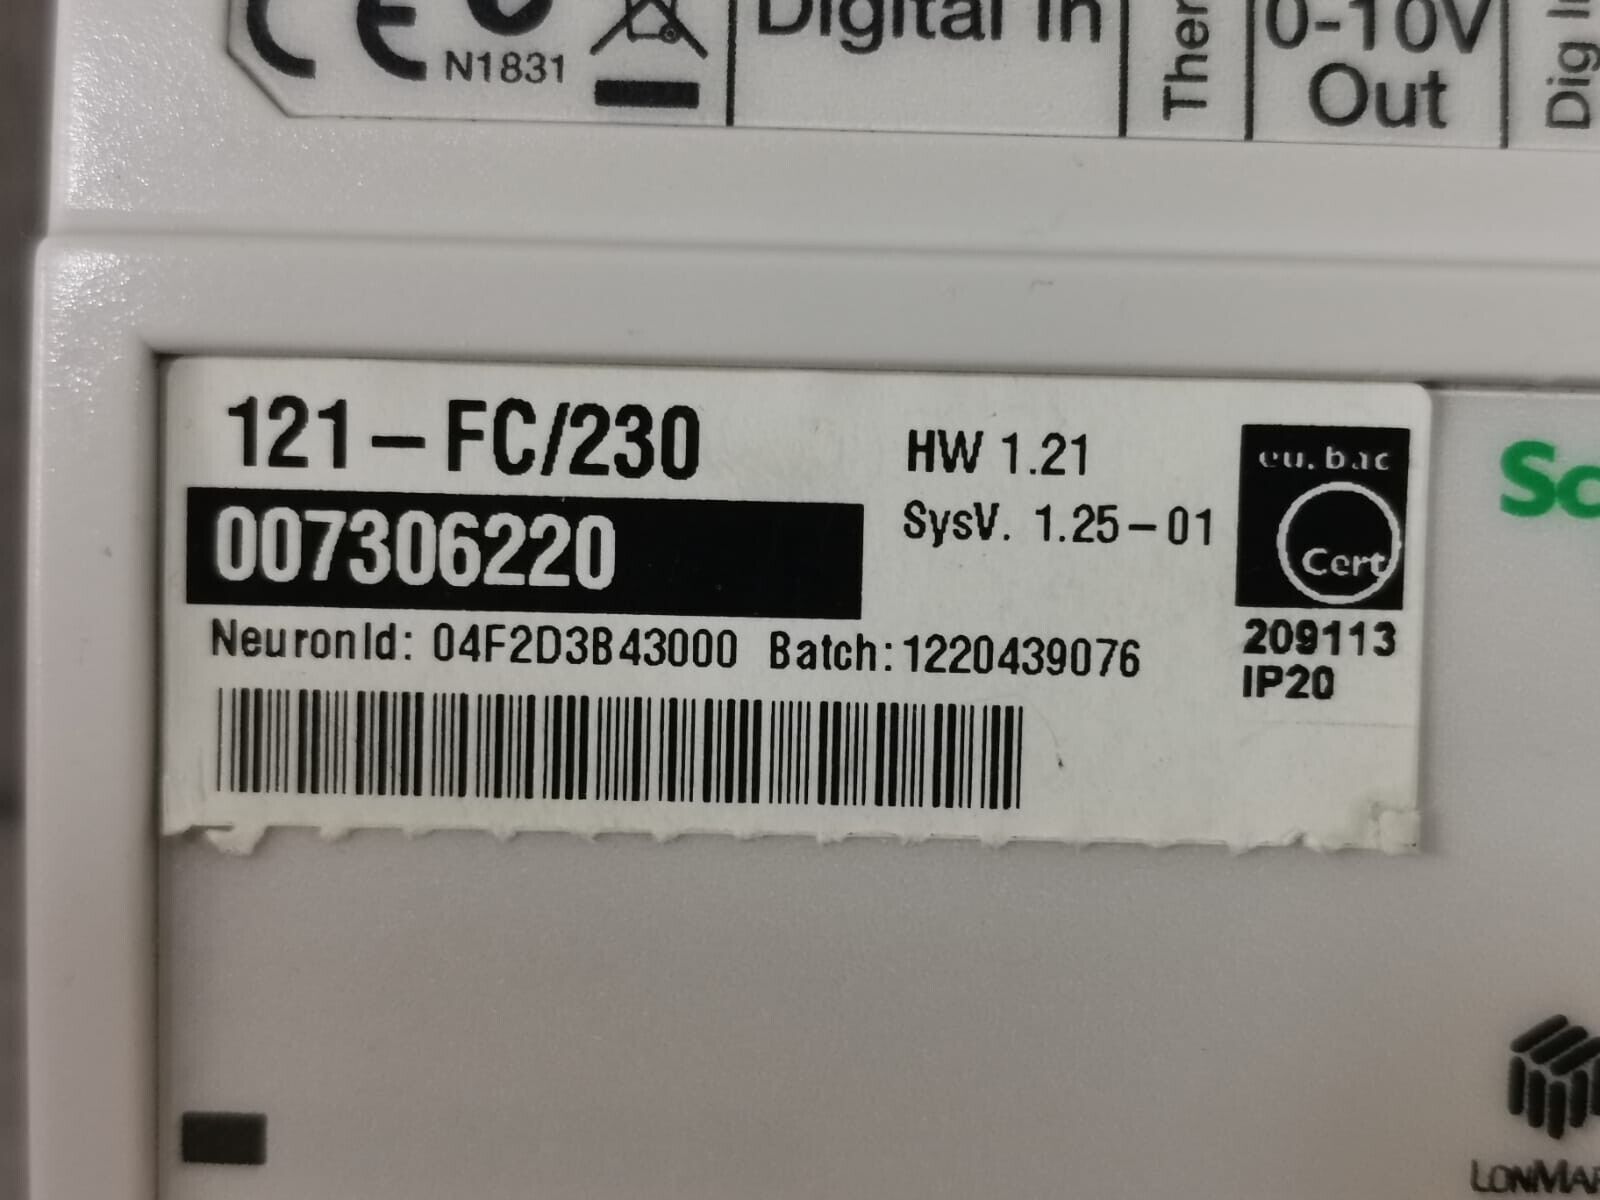 N1831
Digital In
0-10V
Out
Dig
121-FC/230
HW 1.21
007306220
SysV. 1.25-01
eu.bac
Cert
NeuronId: 04F2D3B43000 Batch:1220439076
209113
IP20